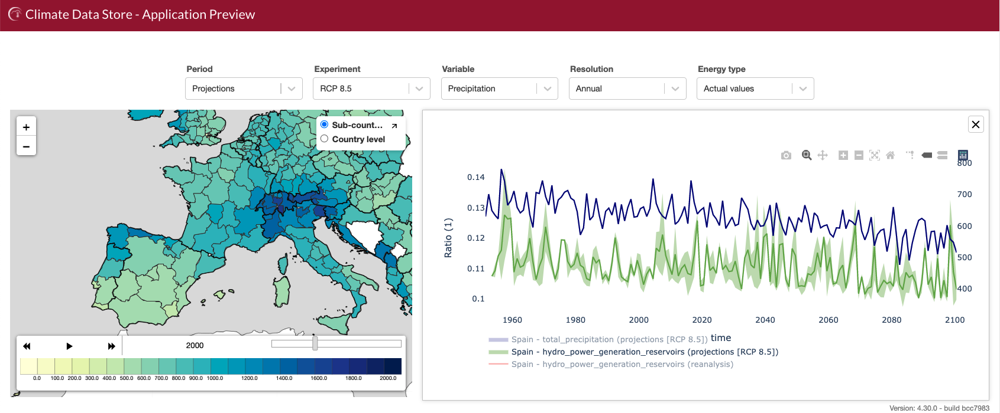 Climate Data Store - Application Preview
Period Experiment Variable Resolution Energy type
Projections RCP 8.5 Precipitation Annual Actual values
+
−
Sub-count...
Country level
2000
0.0 100.0 200.0 300.0 400.0 500.0 600.0 700.0 800.0 900.0 1000.0 1200.0 1400.0 1600.0 1800.0 2000.0
800
0.14
700
0.13
600
0.12
Ratio (1)
500
0.11
400
0.1
1960 1980 2000 2020 2040 2060 2080 2100
time
Spain - total_precipitation (projections [RCP 8.5])
Spain - hydro_power_generation_reservoirs (projections [RCP 8.5])
Spain - hydro_power_generation_reservoirs (reanalysis)
Version: 4.30.0 - build bcc7983